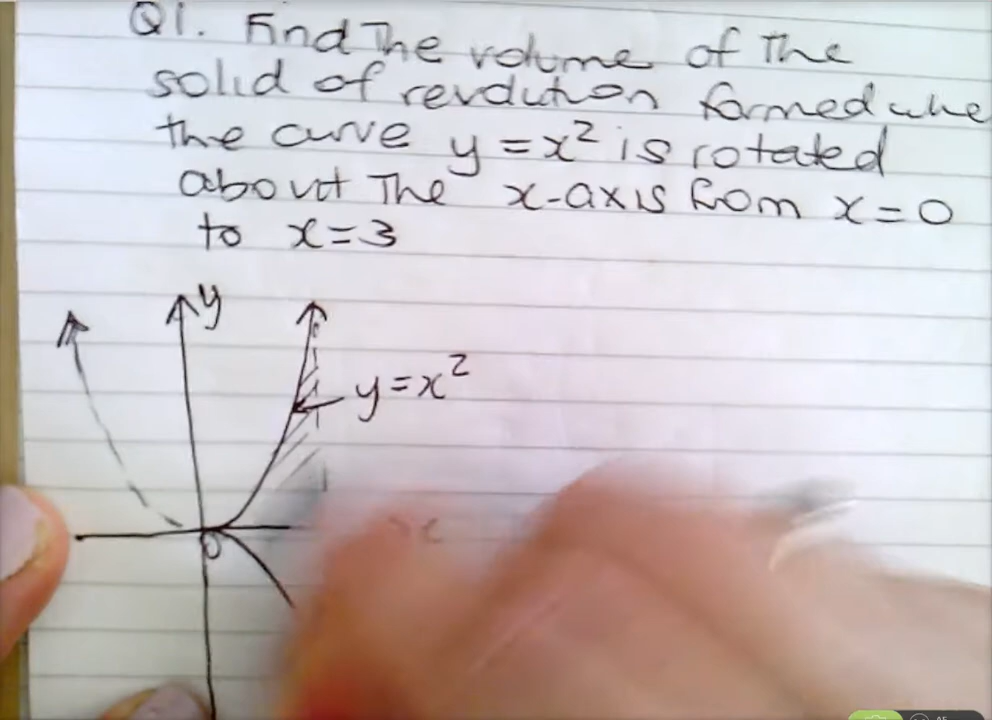 Q1. Find The volume of The
solid of revolution formed whe
the curve y = x² is rotated
about The x-axis from x = 0
to x = 3
y
y = x²
x
0